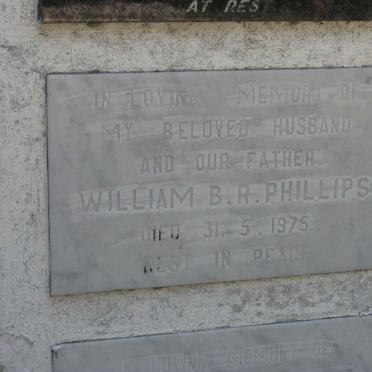 AT REST
IN LOVING MEMORY OF
MY BELOVED HUSBAND
AND OUR FATHER
WILLIAM B.R. PHILLIPS
DIED 31.5.1975
REST IN PEACE
IN LOVING MEMORY OF